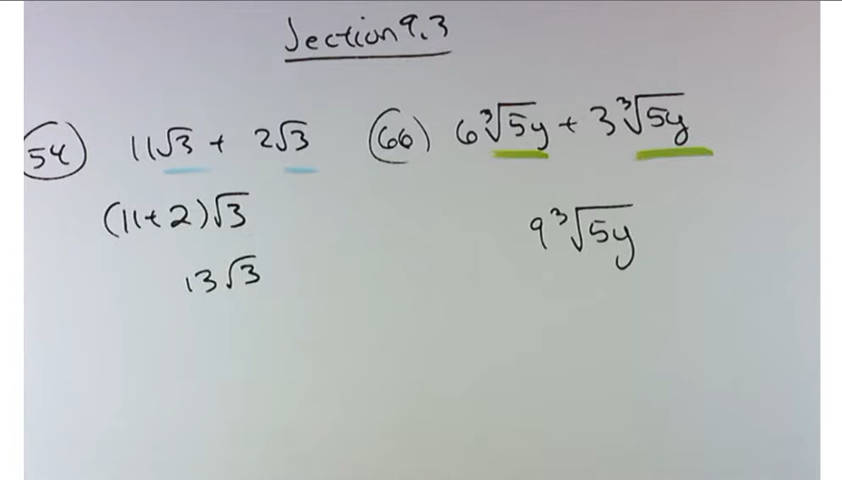 Section 9.3
(54) 11√3 + 2√3
(11+2)√3
13√3
(66) 6∛5y + 3∛5y
9∛5y